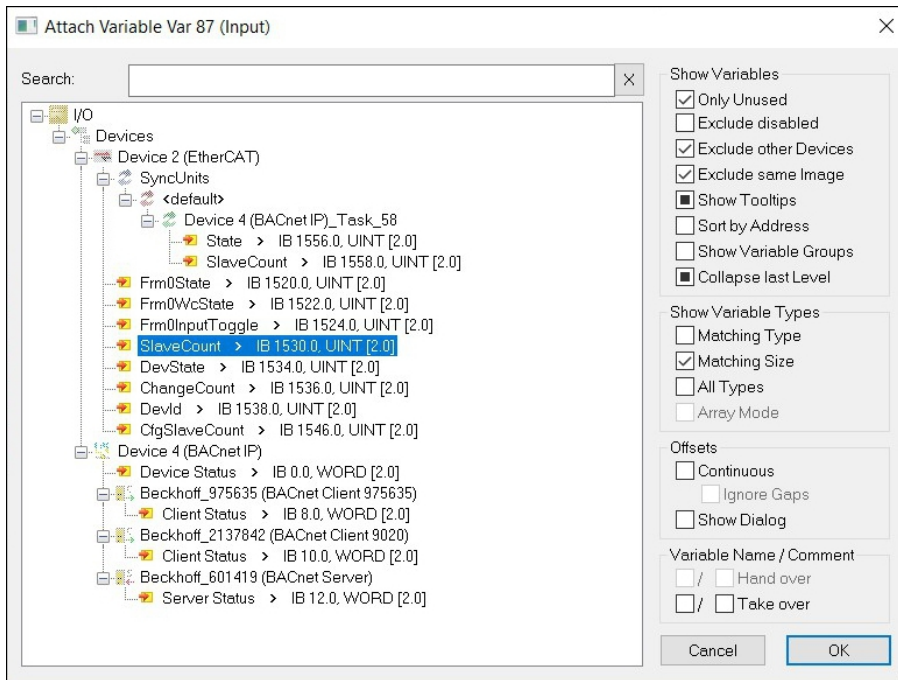 Attach Variable Var 87 (Input)
Search:
I/O
Devices
Device 2 (EtherCAT)
SyncUnits
<default>
Device 4 (BACnet IP)_Task_58
State > IB 1556.0, UINT [2.0]
SlaveCount > IB 1558.0, UINT [2.0]
Frm0State > IB 1520.0, UINT [2.0]
Frm0WcState > IB 1522.0, UINT [2.0]
Frm0InputToggle > IB 1524.0, UINT [2.0]
SlaveCount > IB 1530.0, UINT [2.0]
DevState > IB 1534.0, UINT [2.0]
ChangeCount > IB 1536.0, UINT [2.0]
DevId > IB 1538.0, UINT [2.0]
CfgSlaveCount > IB 1546.0, UINT [2.0]
Device 4 (BACnet IP)
Device Status > IB 0.0, WORD [2.0]
Beckhoff_975635 (BACnet Client 975635)
Client Status > IB 8.0, WORD [2.0]
Beckhoff_2137842 (BACnet Client 9020)
Client Status > IB 10.0, WORD [2.0]
Beckhoff_601419 (BACnet Server)
Server Status > IB 12.0, WORD [2.0]
Show Variables
Only Unused
Exclude disabled
Exclude other Devices
Exclude same Image
Show Tooltips
Sort by Address
Show Variable Groups
Collapse last Level
Show Variable Types
Matching Type
Matching Size
All Types
Array Mode
Offsets
Continuous
Ignore Gaps
Show Dialog
Variable Name / Comment
/ Hand over
/ Take over
Cancel
OK